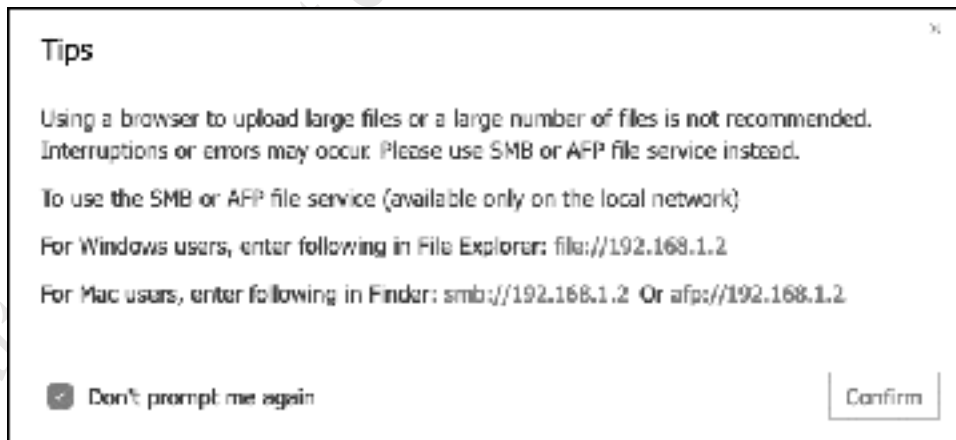 Tips
Using a browser to upload large files or a large number of files is not recommended.
Interruptions or errors may occur. Please use SMB or AFP file service instead.
To use the SMB or AFP file service (available only on the local network)
For Windows users, enter following in File Explorer: file://192.168.1.2
For Mac users, enter following in Finder: smb://192.168.1.2 Or afp://192.168.1.2
Don't prompt me again
Confirm